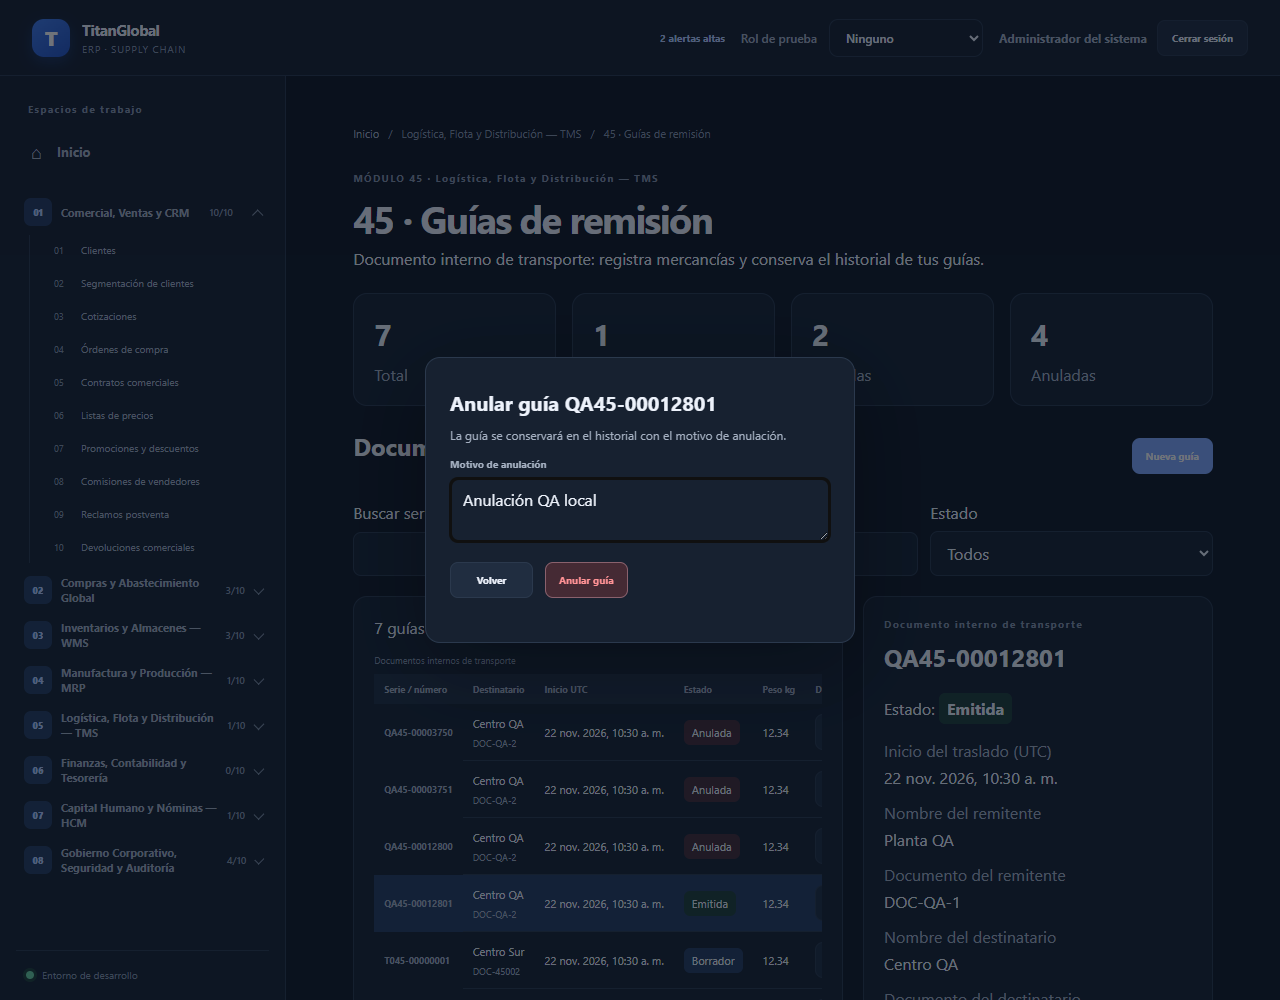 T
TitanGlobal
ERP · SUPPLY CHAIN
2 alertas altas
Rol de prueba
Ninguno
Administrador del sistema
Cerrar sesión
Espacios de trabajo
Inicio
01 Comercial, Ventas y CRM 10/10
01 Clientes
02 Segmentación de clientes
03 Cotizaciones
04 Órdenes de compra
05 Contratos comerciales
06 Listas de precios
07 Promociones y descuentos
08 Comisiones de vendedores
09 Reclamos postventa
10 Devoluciones comerciales
02 Compras y Abastecimiento Global 3/10
03 Inventarios y Almacenes — WMS 3/10
04 Manufactura y Producción — MRP 1/10
05 Logística, Flota y Distribución — TMS 1/10
06 Finanzas, Contabilidad y Tesorería 0/10
07 Capital Humano y Nóminas — HCM 1/10
08 Gobierno Corporativo, Seguridad y Auditoría 4/10
Entorno de desarrollo
Inicio / Logística, Flota y Distribución — TMS / 45 · Guías de remisión
MÓDULO 45 · Logística, Flota y Distribución — TMS
45 · Guías de remisión
Documento interno de transporte: registra mercancías y conserva el historial de tus guías.
7
Total
1
2
4
Anuladas
Nueva guía
Estado
Todos
Anular guía QA45-00012801
La guía se conservará en el historial con el motivo de anulación.
Motivo de anulación
Anulación QA local
Volver
Anular guía
7 guías
Documentos internos de transporte
Serie / número Destinatario Inicio UTC Estado Peso kg
QA45-00003750 Centro QA DOC-QA-2 22 nov. 2026, 10:30 a. m. Anulada 12.34
QA45-00003751 Centro QA DOC-QA-2 22 nov. 2026, 10:30 a. m. Anulada 12.34
QA45-00012800 Centro QA DOC-QA-2 22 nov. 2026, 10:30 a. m. Anulada 12.34
QA45-00012801 Centro QA DOC-QA-2 22 nov. 2026, 10:30 a. m. Emitida 12.34
T045-00000001 Centro Sur DOC-45002 22 nov. 2026, 10:30 a. m. Borrador 12.34
Documento interno de transporte
QA45-00012801
Estado: Emitida
Inicio del traslado (UTC)
22 nov. 2026, 10:30 a. m.
Nombre del remitente
Planta QA
Documento del remitente
DOC-QA-1
Nombre del destinatario
Centro QA
Documento del destinatario